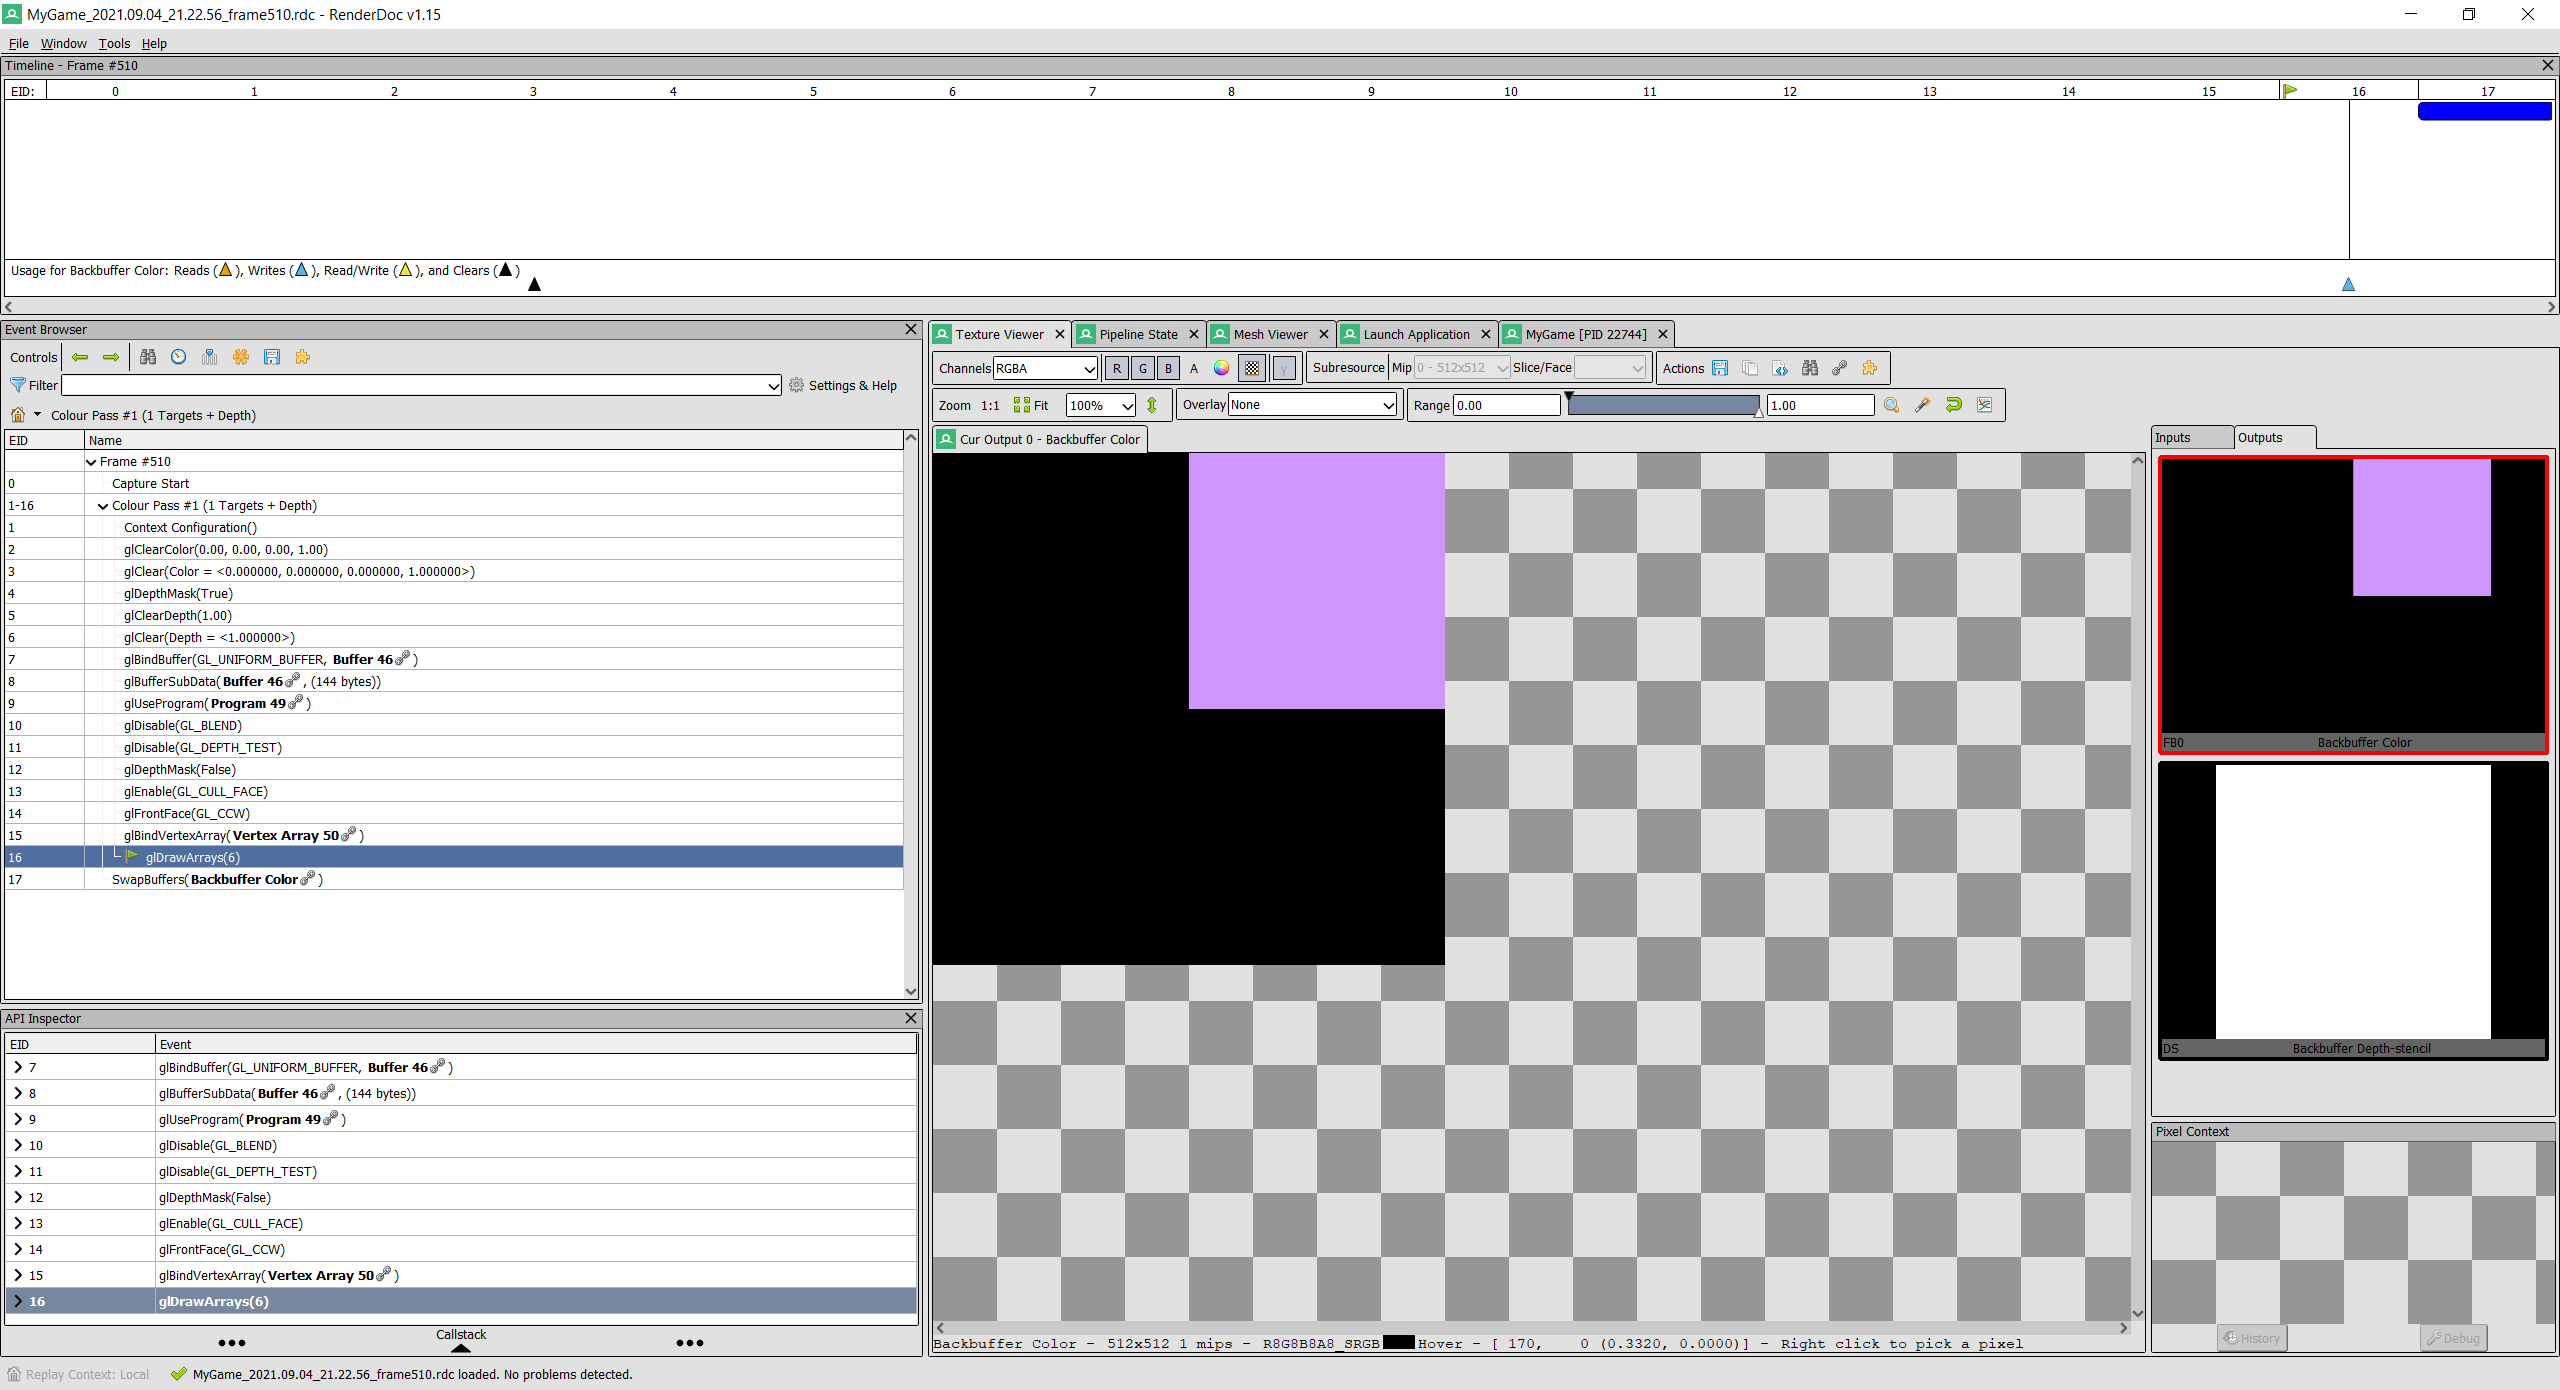 MyGame_2021.09.04_21.22.56_frame510.rdc - RenderDoc v1.15
File Window Tools Help
Timeline - Frame #510
EID: 0 1 2 3 4 5 6 7 8 9 10 11 12 13 14 15 16 17
Usage for Backbuffer Color: Reads ( ), Writes ( ), Read/Write ( ), and Clears ( )
Event Browser
Controls
Filter
Settings & Help
Colour Pass #1 (1 Targets + Depth)
EID Name
Frame #510
0 Capture Start
1-16 Colour Pass #1 (1 Targets + Depth)
1 Context Configuration()
2 glClearColor(0.00, 0.00, 0.00, 1.00)
3 glClear(Color = <0.000000, 0.000000, 0.000000, 1.000000>)
4 glDepthMask(True)
5 glClearDepth(1.00)
6 glClear(Depth = <1.000000>)
7 glBindBuffer(GL_UNIFORM_BUFFER, Buffer 46 )
8 glBufferSubData( Buffer 46 , (144 bytes))
9 glUseProgram( Program 49 )
10 glDisable(GL_BLEND)
11 glDisable(GL_DEPTH_TEST)
12 glDepthMask(False)
13 glEnable(GL_CULL_FACE)
14 glFrontFace(GL_CCW)
15 glBindVertexArray( Vertex Array 50 )
16 glDrawArrays(6)
17 SwapBuffers( Backbuffer Color )
API Inspector
EID Event
7 glBindBuffer(GL_UNIFORM_BUFFER, Buffer 46 )
8 glBufferSubData( Buffer 46 , (144 bytes))
9 glUseProgram( Program 49 )
10 glDisable(GL_BLEND)
11 glDisable(GL_DEPTH_TEST)
12 glDepthMask(False)
13 glEnable(GL_CULL_FACE)
14 glFrontFace(GL_CCW)
15 glBindVertexArray( Vertex Array 50 )
16 glDrawArrays(6)
Callstack
Texture Viewer Pipeline State Mesh Viewer Launch Application MyGame [PID 22744]
Channels RGBA R G B A γ Subresource Mip 0 - 512x512 Slice/Face Actions
Zoom 1:1 Fit 100% Overlay None Range 0.00 1.00
Cur Output 0 - Backbuffer Color
Backbuffer Color - 512x512 1 mips - R8G8B8A8_SRGB Hover - [ 170, 0 (0.3320, 0.0000)] - Right click to pick a pixel
Inputs Outputs
FB0 Backbuffer Color
DS Backbuffer Depth-stencil
Pixel Context
History Debug
Replay Context: Local MyGame_2021.09.04_21.22.56_frame510.rdc loaded. No problems detected.